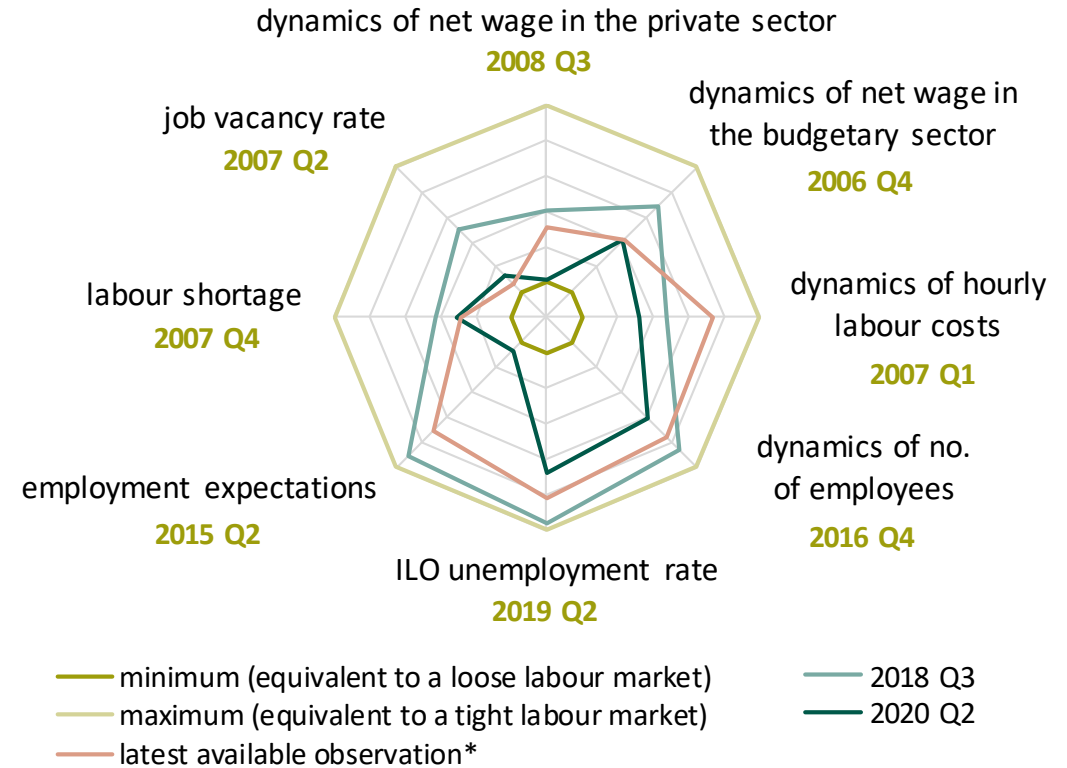 dynamics of net wage in the private sector
2008 Q3
dynamics of net wage in
the budgetary sector
2006 Q4
job vacancy rate
2007 Q2
labour shortage
2007 Q4
dynamics of hourly
labour costs
2007 Q1
dynamics of no.
of employees
2016 Q4
employment expectations
2015 Q2
ILO unemployment rate
2019 Q2
minimum (equivalent to a loose labour market)
maximum (equivalent to a tight labour market)
latest available observation*
2018 Q3
2020 Q2